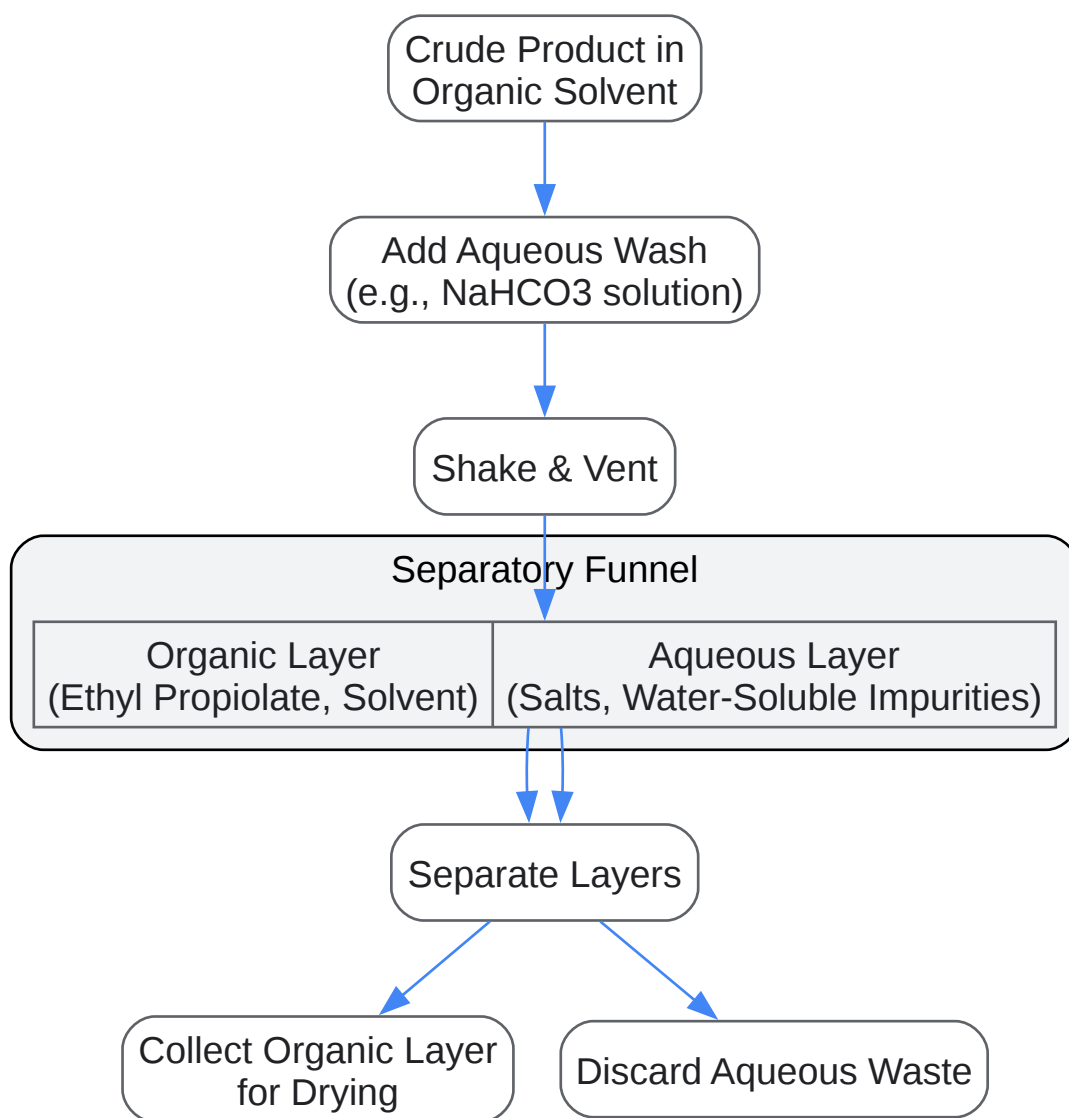 Crude Product in
Organic Solvent
Add Aqueous Wash
(e.g., NaHCO3 solution)
Shake & Vent
Separatory Funnel
Organic Layer
(Ethyl Propiolate, Solvent)
Aqueous Layer
(Salts, Water-Soluble Impurities)
Separate Layers
Collect Organic Layer
for Drying
Discard Aqueous Waste